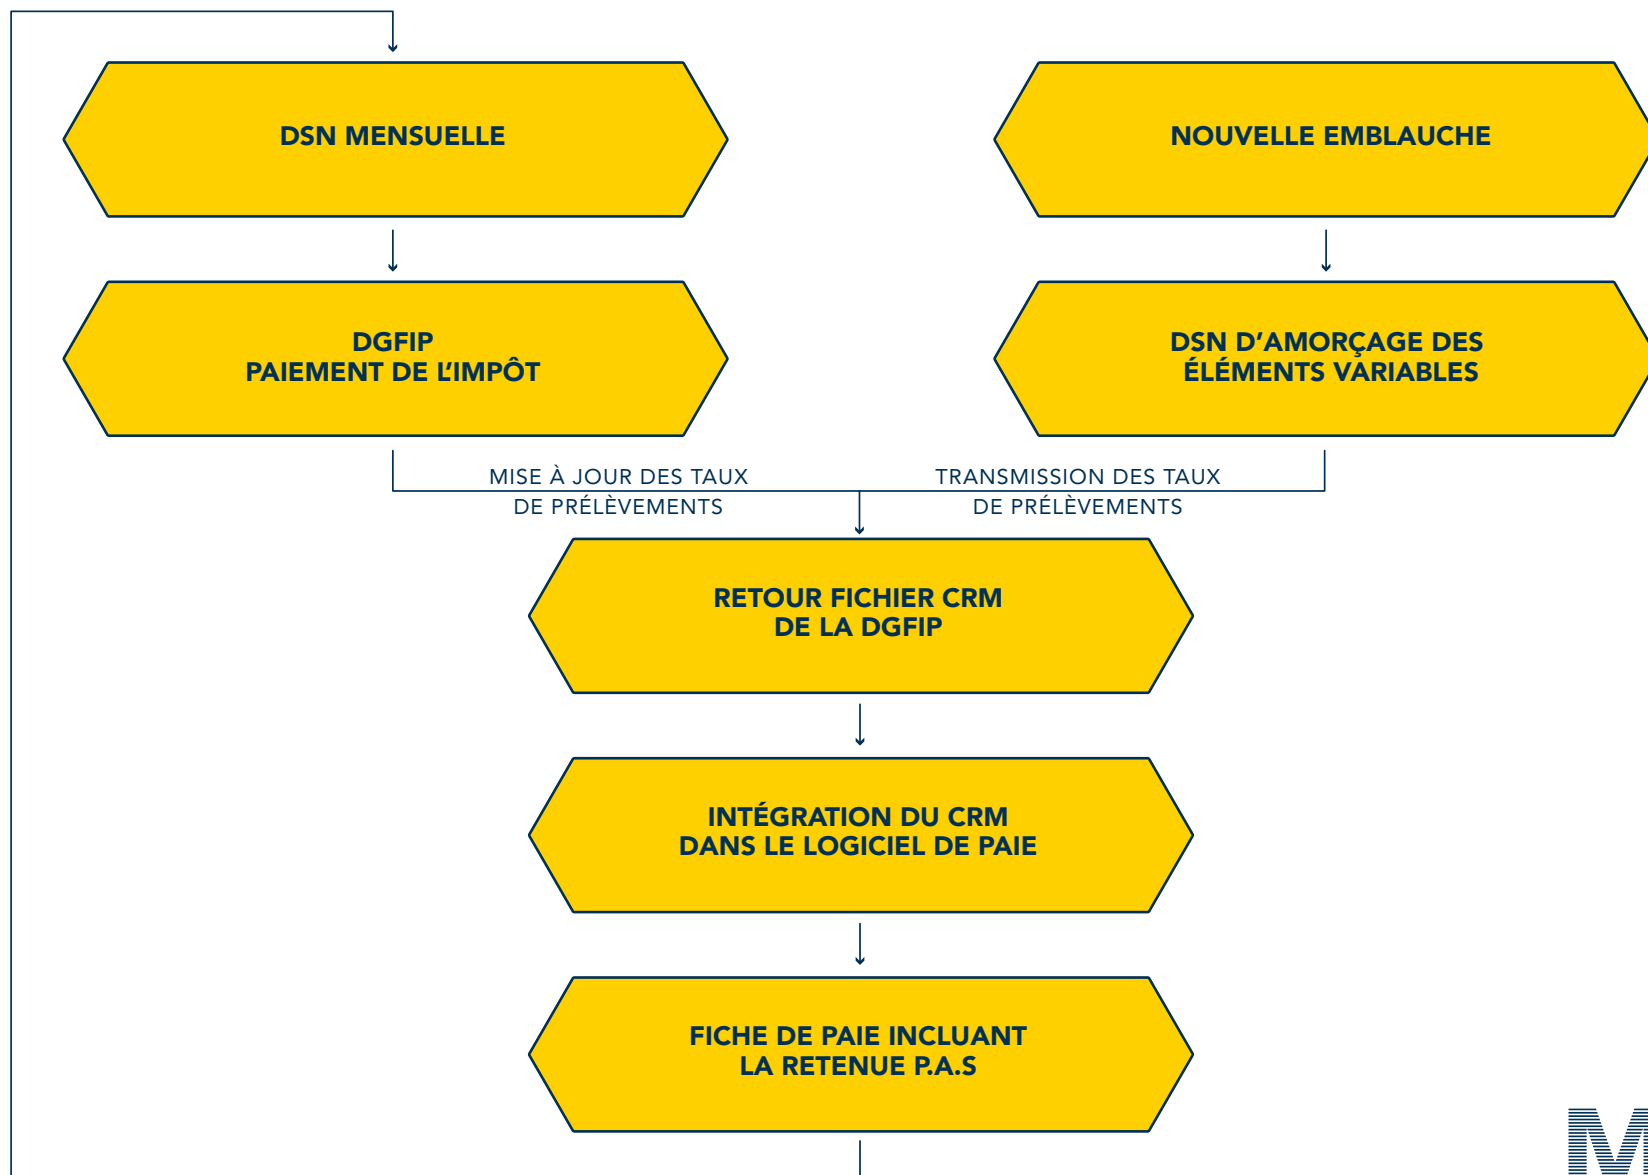 DSN MENSUELLE
NOUVELLE EMBLAUCHE
DGFIP
PAIEMENT DE L'IMPÔT
DSN D'AMORÇAGE DES
ÉLÉMENTS VARIABLES
MISE À JOUR DES TAUX
DE PRÉLÈVEMENTS
TRANSMISSION DES TAUX
DE PRÉLÈVEMENTS
RETOUR FICHIER CRM
DE LA DGFIP
INTÉGRATION DU CRM
DANS LE LOGICIEL DE PAIE
FICHE DE PAIE INCLUANT
LA RETENUE P.A.S
M